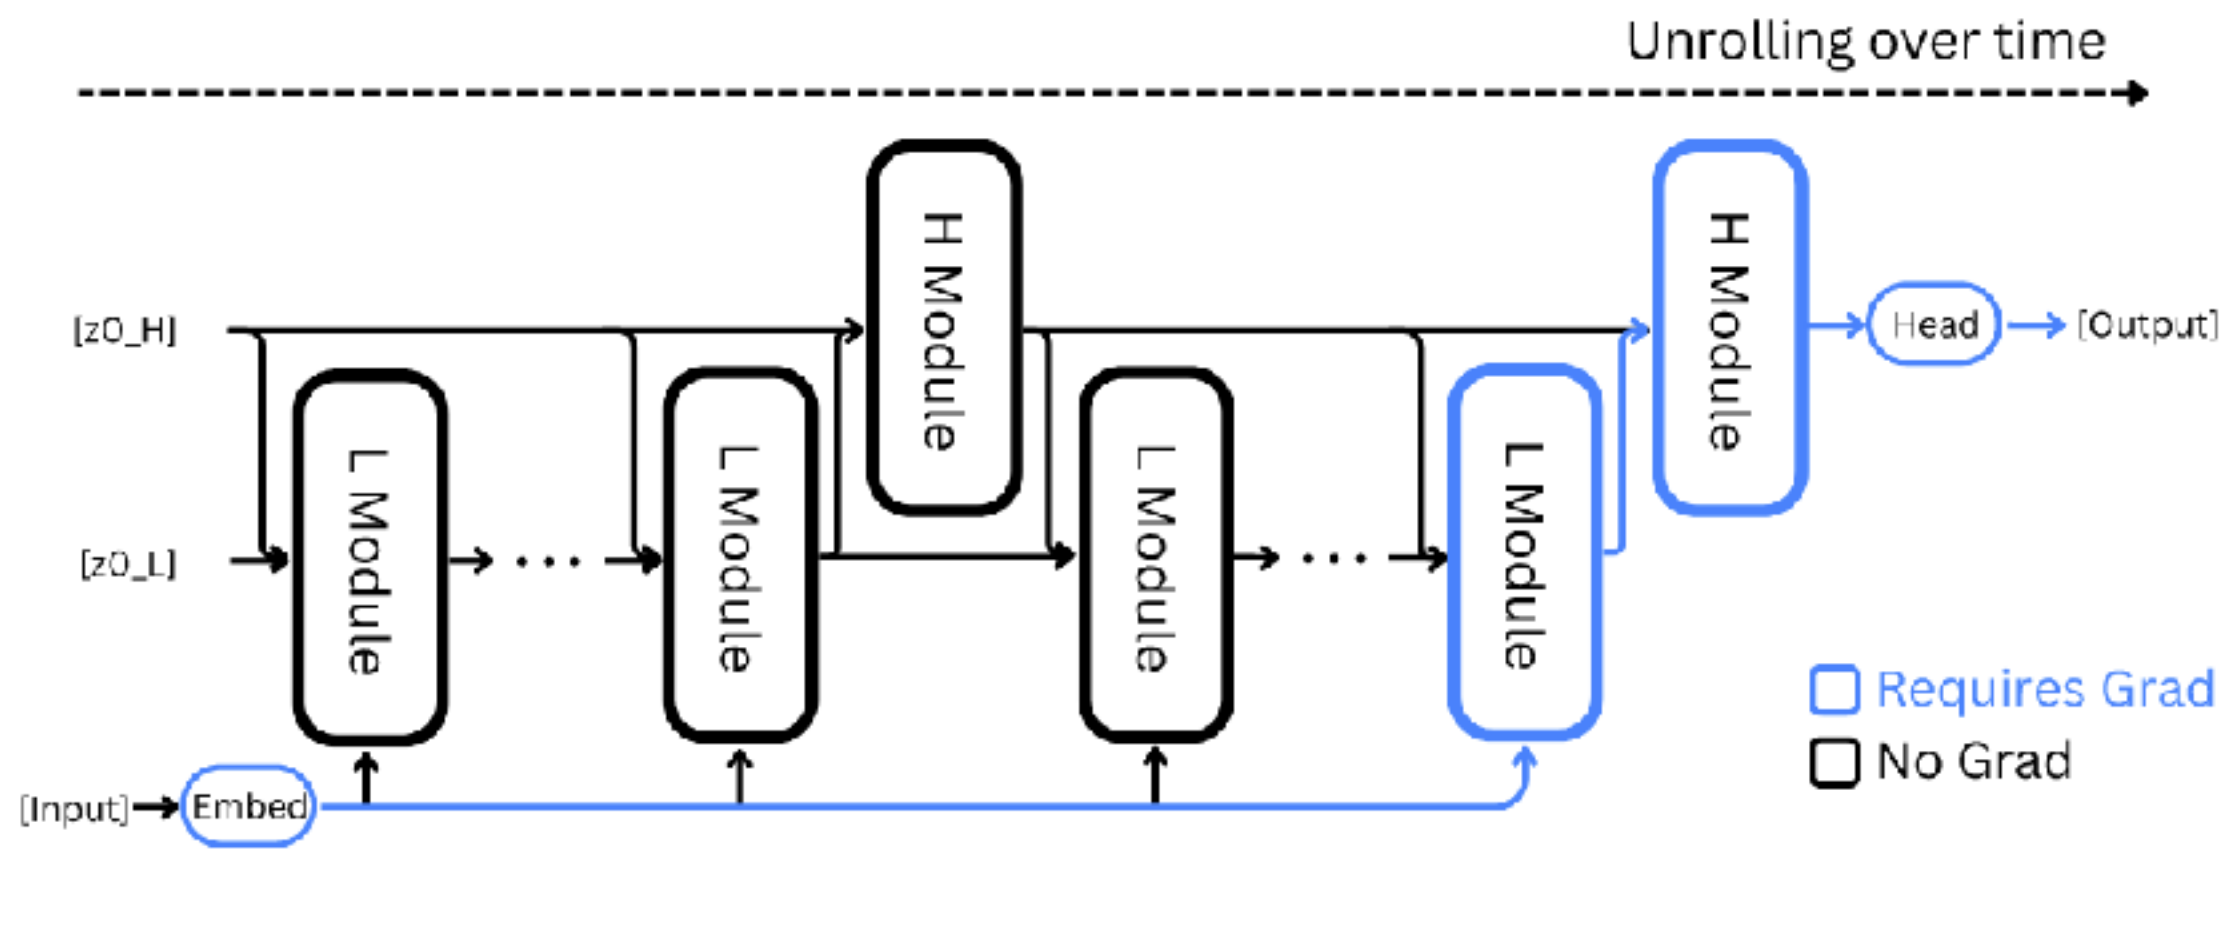 Unrolling over time
H Module
H Module
[z0_H]
Head
[Output]
L Module
L Module
L Module
L Module
[z0_L]
Requires Grad
No Grad
[Input]
Embed